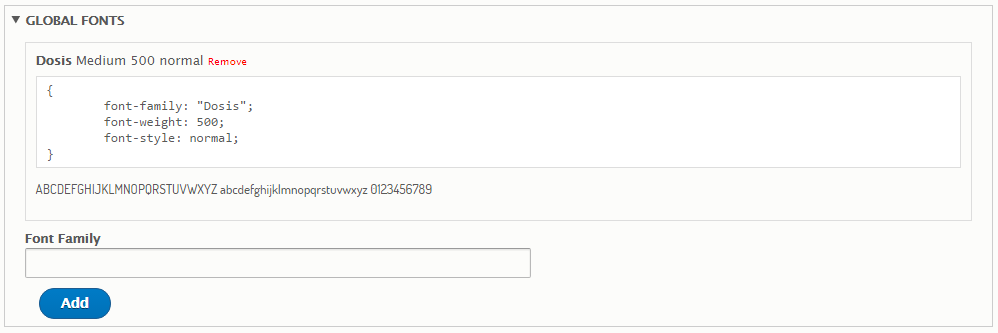 GLOBAL FONTS
Dosis Medium 500 normal Remove
{
font-family: "Dosis";
font-weight: 500;
font-style: normal;
}
ABCDEFGHIJKLMNOPQRSTUVWXYZ abcdefghijklmnopqrstuvwxyz 0123456789
Font Family
Add